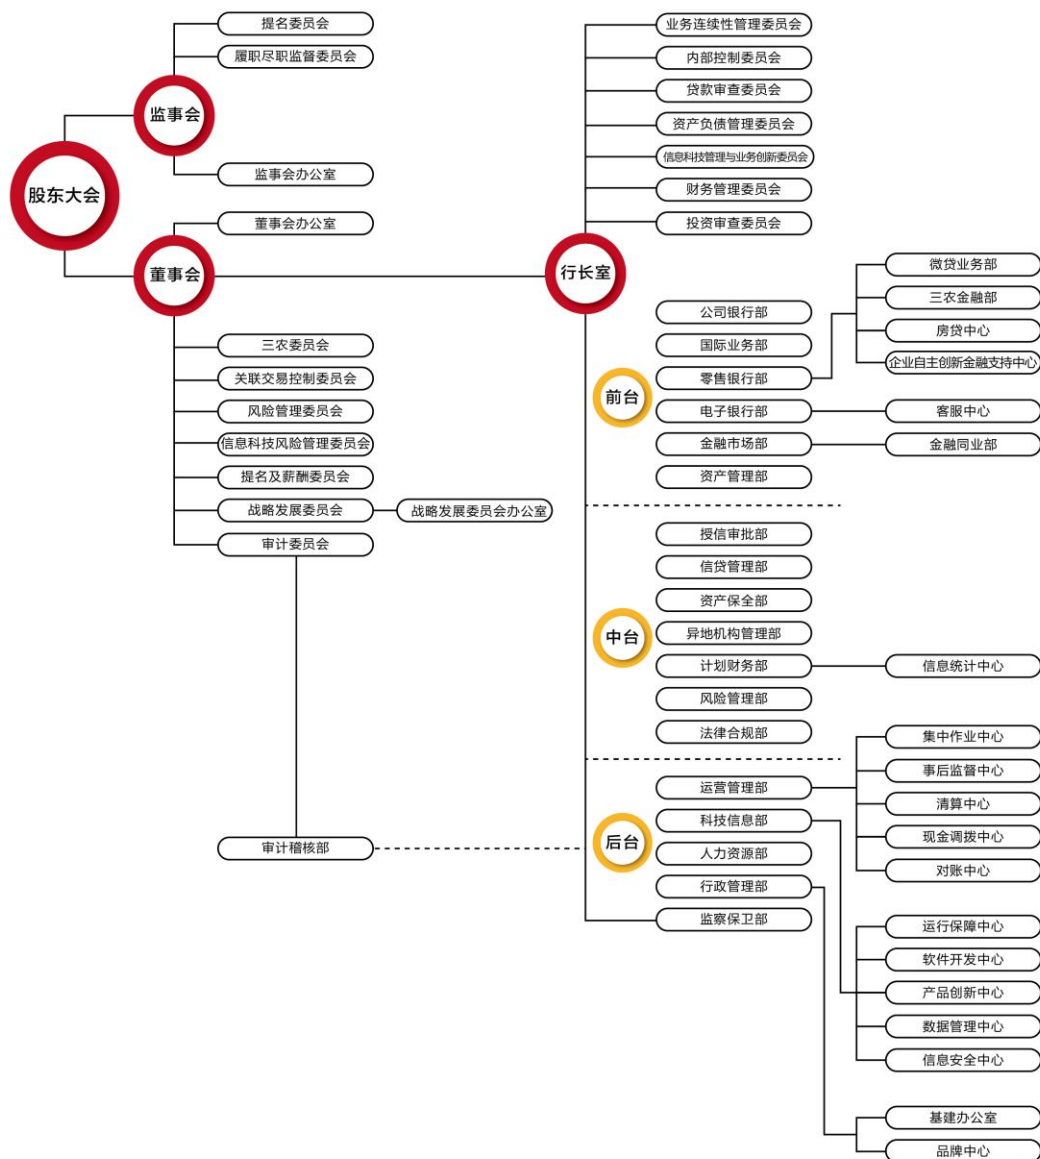 股东大会
监事会
提名委员会
履职尽职监督委员会
监事会办公室
董事会
董事会办公室
三农委员会
关联交易控制委员会
风险管理委员会
信息科技风险管理委员会
提名及薪酬委员会
战略发展委员会
战略发展委员会办公室
审计委员会
审计稽核部
行长室
业务连续性管理委员会
内部控制委员会
贷款审查委员会
资产负债管理委员会
信息科技管理与业务创新委员会
财务管理委员会
投资审查委员会
前台
公司银行部
国际业务部
零售银行部
电子银行部
金融市场部
资产管理部
微贷业务部
三农金融部
房贷中心
企业自主创新金融支持中心
客服中心
金融同业部
中台
授信审批部
信贷管理部
资产保全部
异地机构管理部
计划财务部
风险管理部
法律合规部
信息统计中心
后台
运营管理部
科技信息部
人力资源部
行政管理部
监察保卫部
集中作业中心
事后监督中心
清算中心
现金调拨中心
对账中心
运行保障中心
软件开发中心
产品创新中心
数据管理中心
信息安全中心
基建办公室
品牌中心